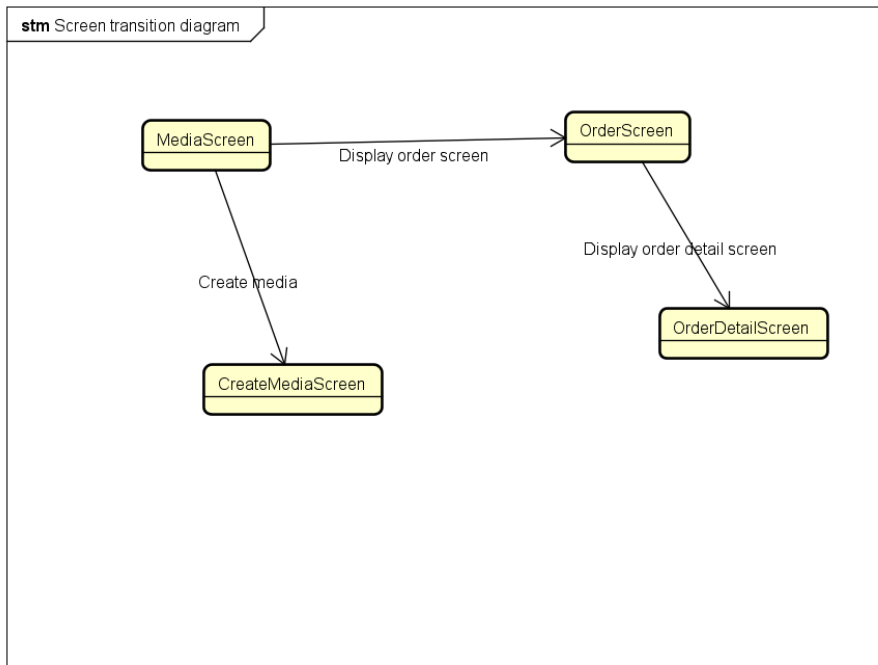 stm Screen transition diagram
MediaScreen
OrderScreen
Display order screen
Display order detail screen
Create media
OrderDetailScreen
CreateMediaScreen